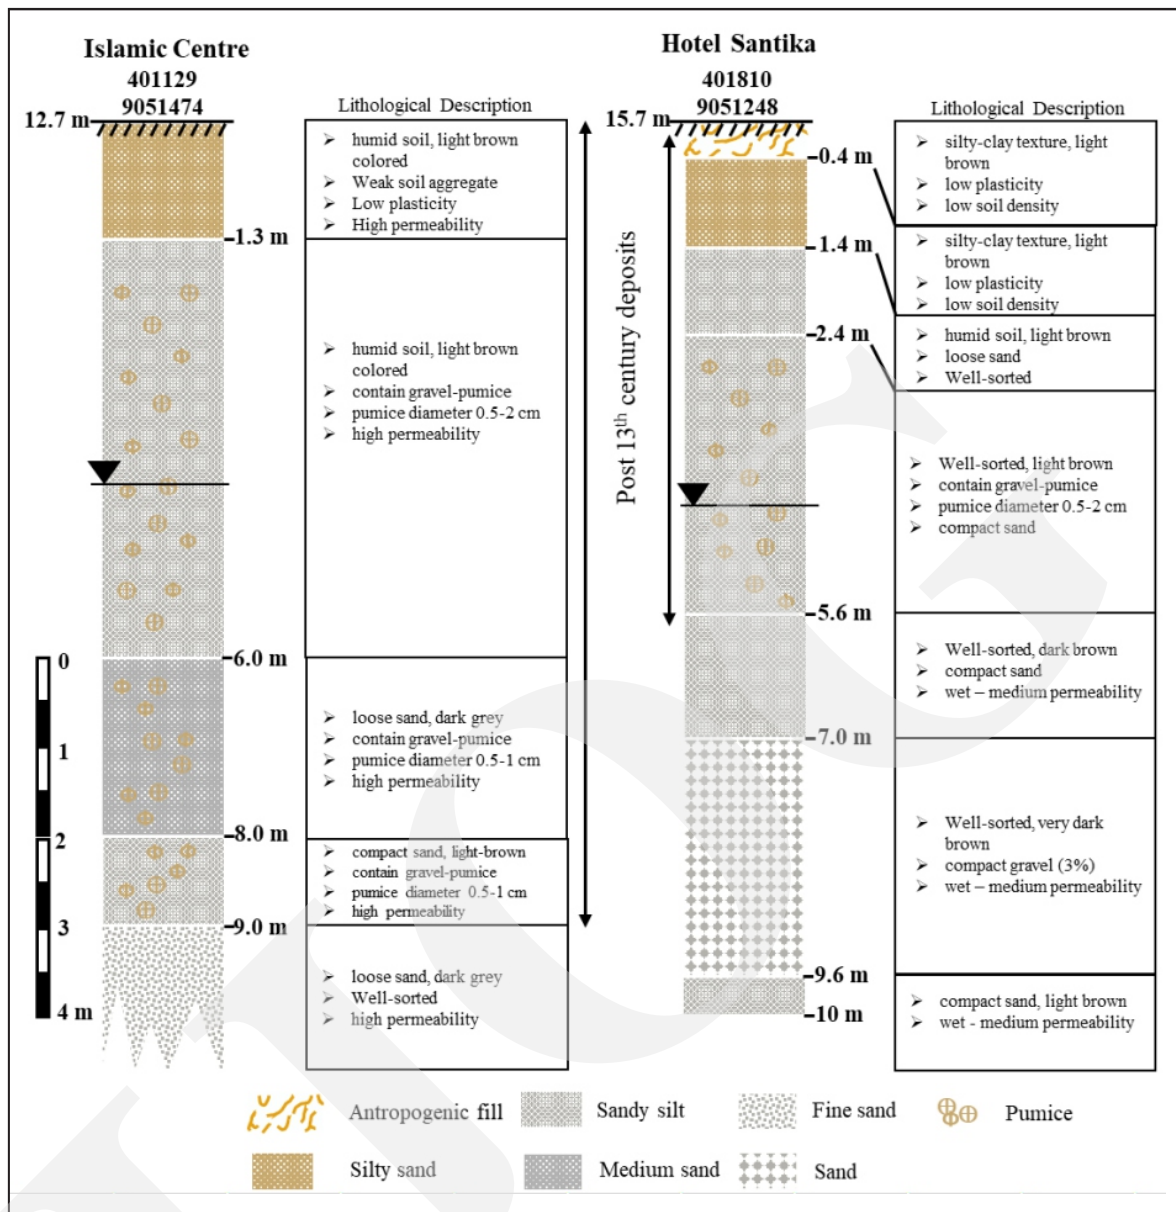 Islamic Centre
401129
9051474
12.7 m
Lithological Description
➢ humid soil, light brown
colored
➢ Weak soil aggregate
➢ Low plasticity
➢ High permeability
1.3 m
➢ humid soil, light brown
colored
➢ contain gravel-pumice
➢ pumice diameter 0.5-2 cm
➢ high permeability
6.0 m
➢ loose sand, dark grey
➢ contain gravel-pumice
➢ pumice diameter 0.5-1 cm
➢ high permeability
8.0 m
➢ compact sand, light-brown
➢ contain gravel-pumice
➢ pumice diameter 0.5-1 cm
➢ high permeability
9.0 m
➢ loose sand, dark grey
➢ Well-sorted
➢ high permeability
0
1
2
3
4 m
Post 13th century deposits
Hotel Santika
401810
9051248
15.7 m
Lithological Description
0.4 m
➢ silty-clay texture, light
brown
➢ low plasticity
➢ low soil density
1.4 m
➢ silty-clay texture, light
brown
➢ low plasticity
➢ low soil density
2.4 m
➢ humid soil, light brown
➢ loose sand
➢ Well-sorted
➢ Well-sorted, light brown
➢ contain gravel-pumice
➢ pumice diameter 0.5-2 cm
➢ compact sand
5.6 m
➢ Well-sorted, dark brown
➢ compact sand
➢ wet – medium permeability
7.0 m
➢ Well-sorted, very dark
brown
➢ compact gravel (3%)
➢ wet – medium permeability
9.6 m
➢ compact sand, light brown
➢ wet - medium permeability
10 m
Antropogenic fill
Sandy silt
Fine sand
Pumice
Silty sand
Medium sand
Sand